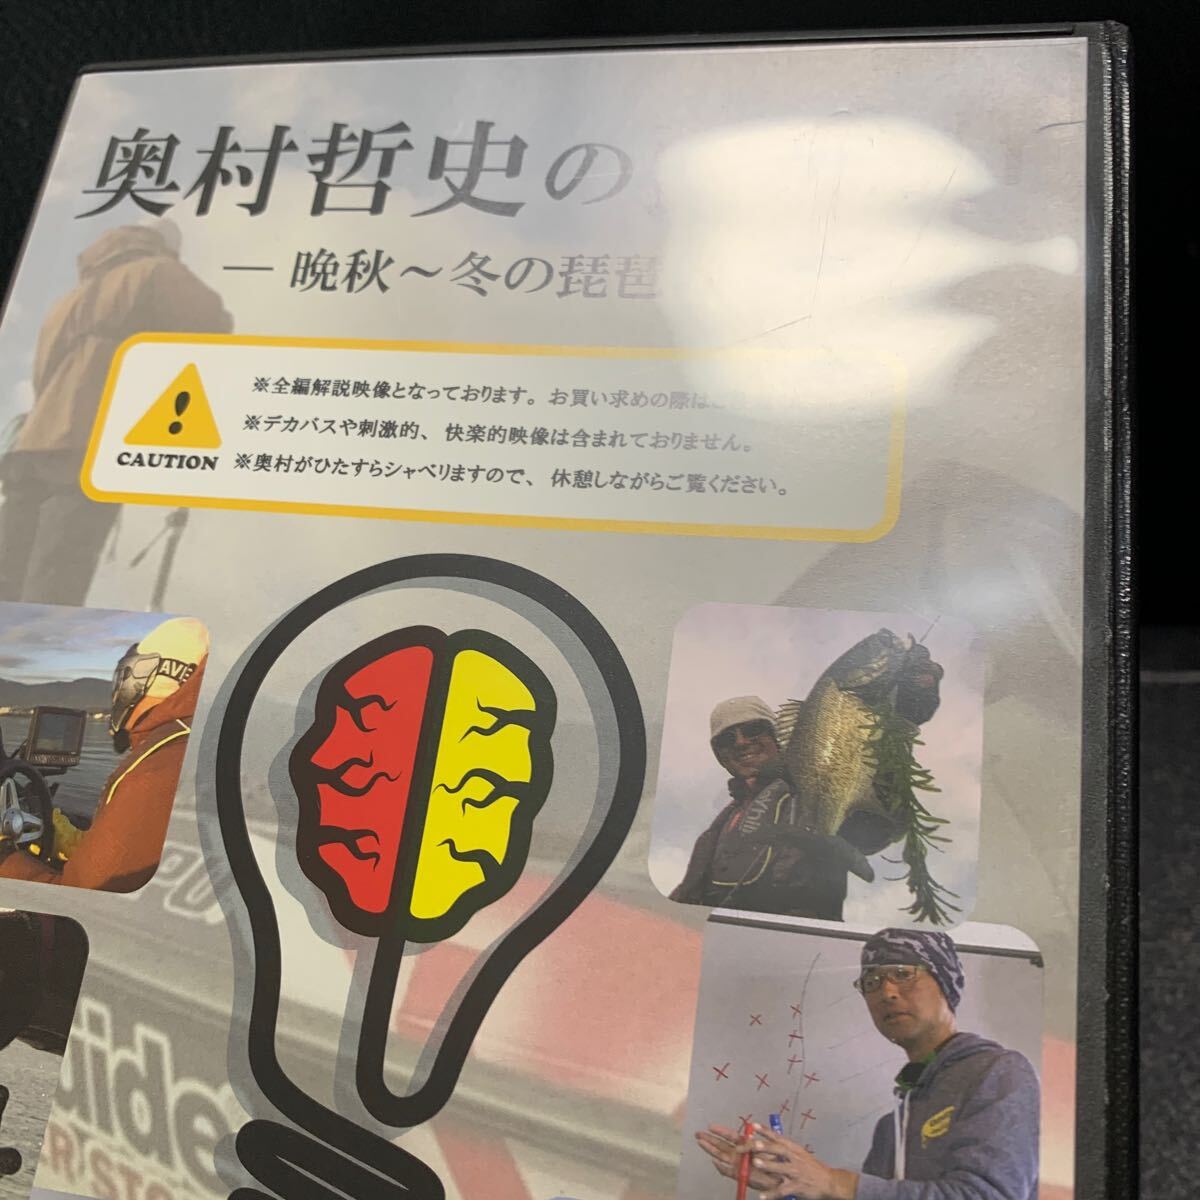 奥村哲史の
― 晩秋～冬の琵琶
CAUTION
※全編解説映像となっております。お買い求めの際は
※デカバスや刺激的、快楽的映像は含まれておりません。
※奥村がひたすらシャベリますので、休憩しながらご覧ください。
AVE
uide
R STO